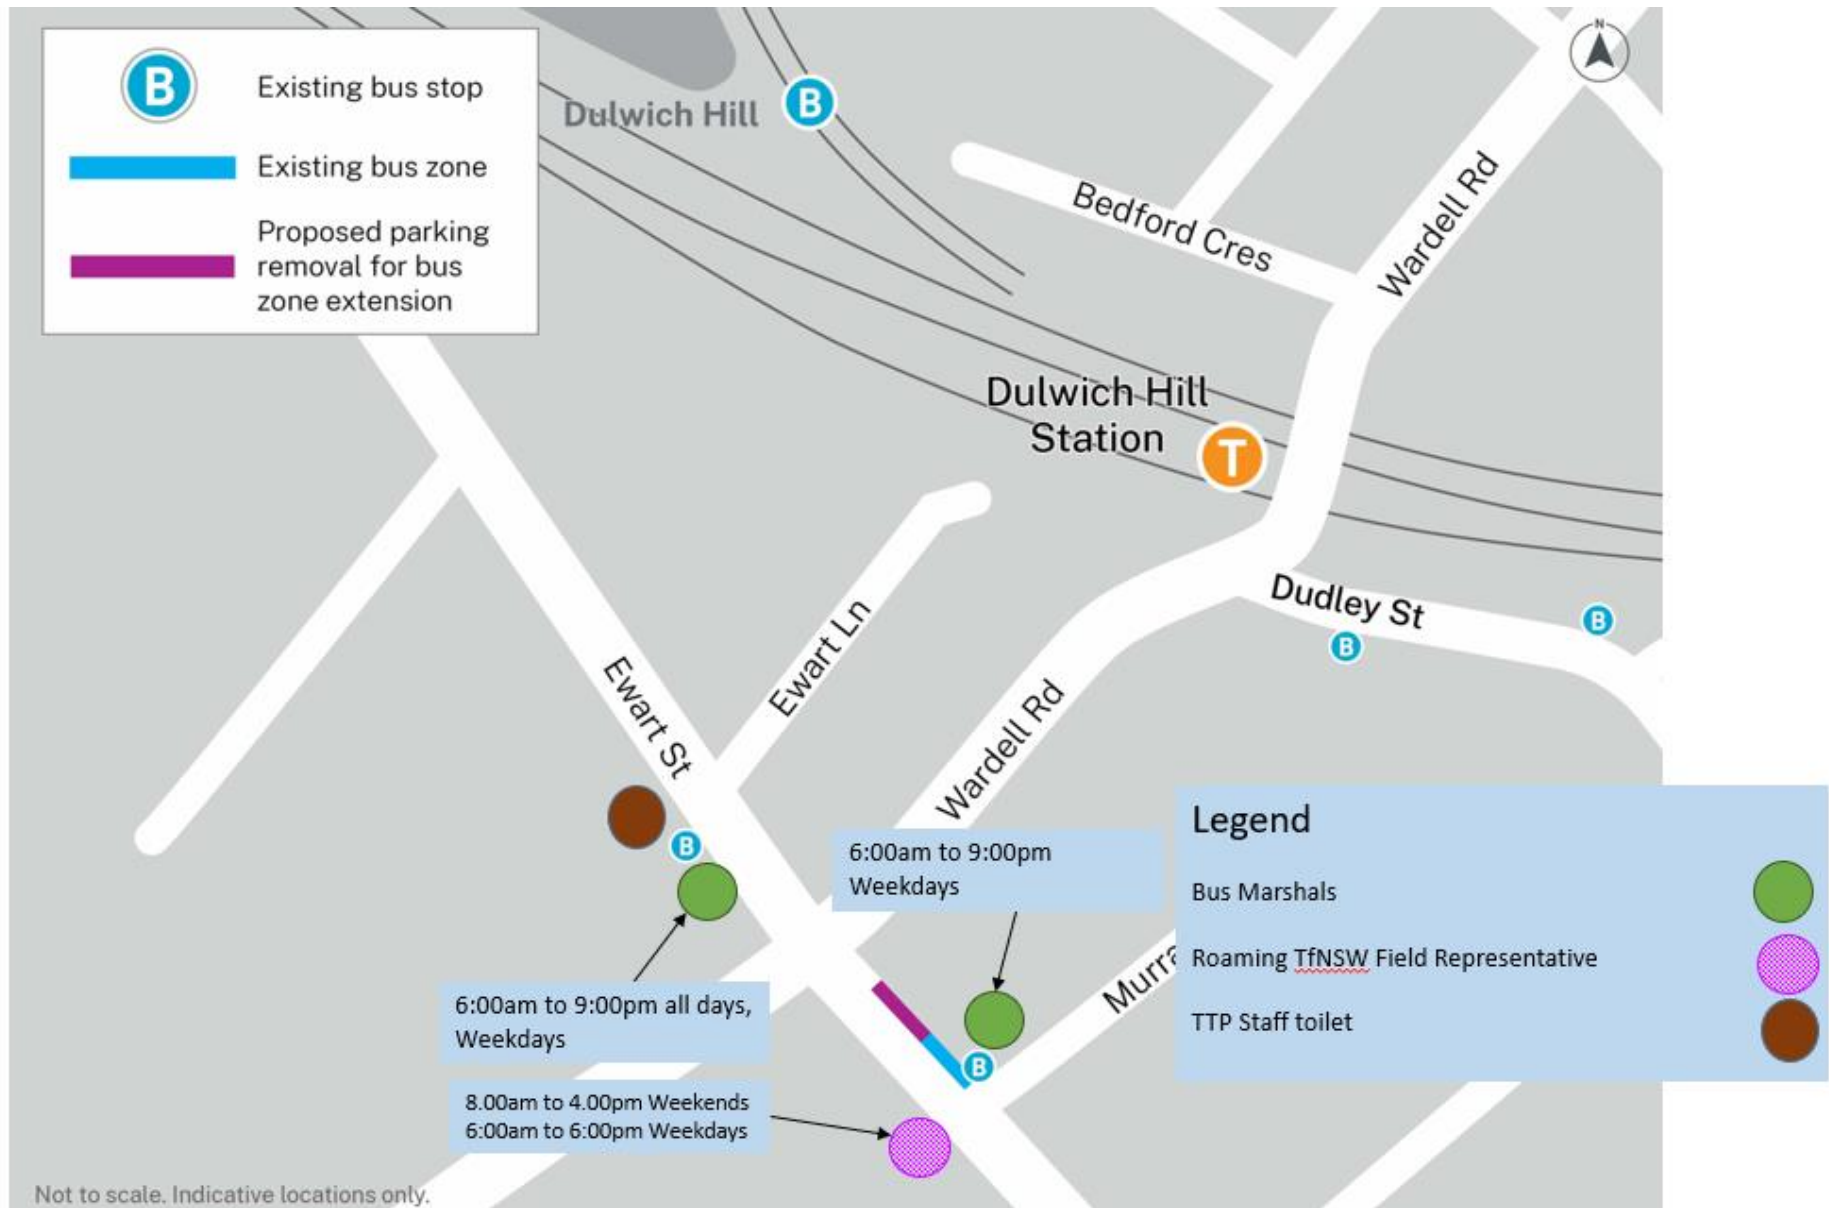 B
Existing bus stop
Existing bus zone
Proposed parking
removal for bus
zone extension
Dulwich Hill
B
N
Bedford Cres
Wardell Rd
Dulwich Hill
Station
T
Dudley St
B
B
Ewart Ln
Ewart St
Wardell Rd
B
6:00am to 9:00pm
Weekdays
Legend
Bus Marshals
Roaming TfNSW Field Representative
TTP Staff toilet
Murra
6:00am to 9:00pm all days,
Weekdays
B
8.00am to 4.00pm Weekends
6:00am to 6:00pm Weekdays
Not to scale. Indicative locations only.